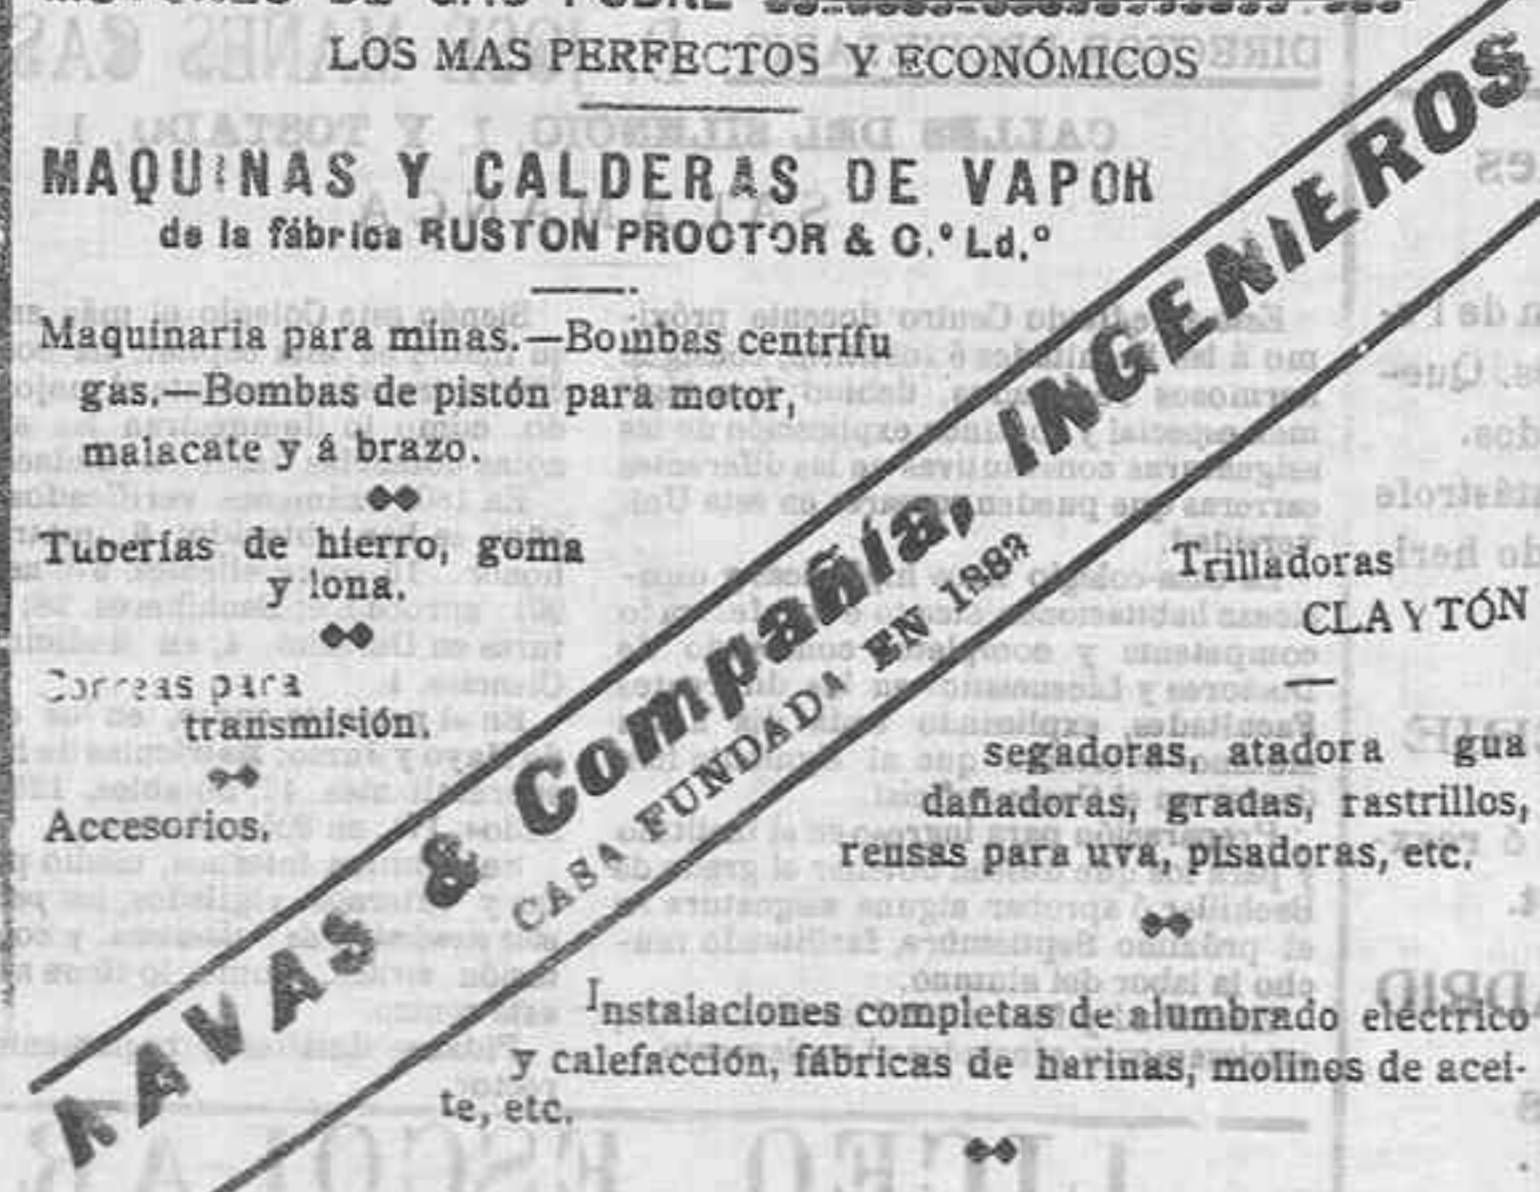 LOS MAS PERFECTOS Y ECONÓMICOS
MAQUINAS Y CALDERAS DE VAPOR
de la fábrica RUSTON PROCTOR & C.º Ld.º
Maquinaria para minas.—Bombas centrífu
gas.—Bombas de pistón para motor,
malacate y á brazo.
Tuberías de hierro, goma
y lona.
Correas para
transmisión.
Accesorios.
AVAS & Compañía, INGENIEROS
CASA FUNDADA EN 1883
Trilladoras
CLAYTÓN
segadoras, atadora gua
dañadoras, gradas, rastrillos,
rensas para uva, pisadoras, etc.
Instalaciones completas de alumbrado eléctrico
y calefacción, fábricas de harinas, molinos de acei-
te, etc.